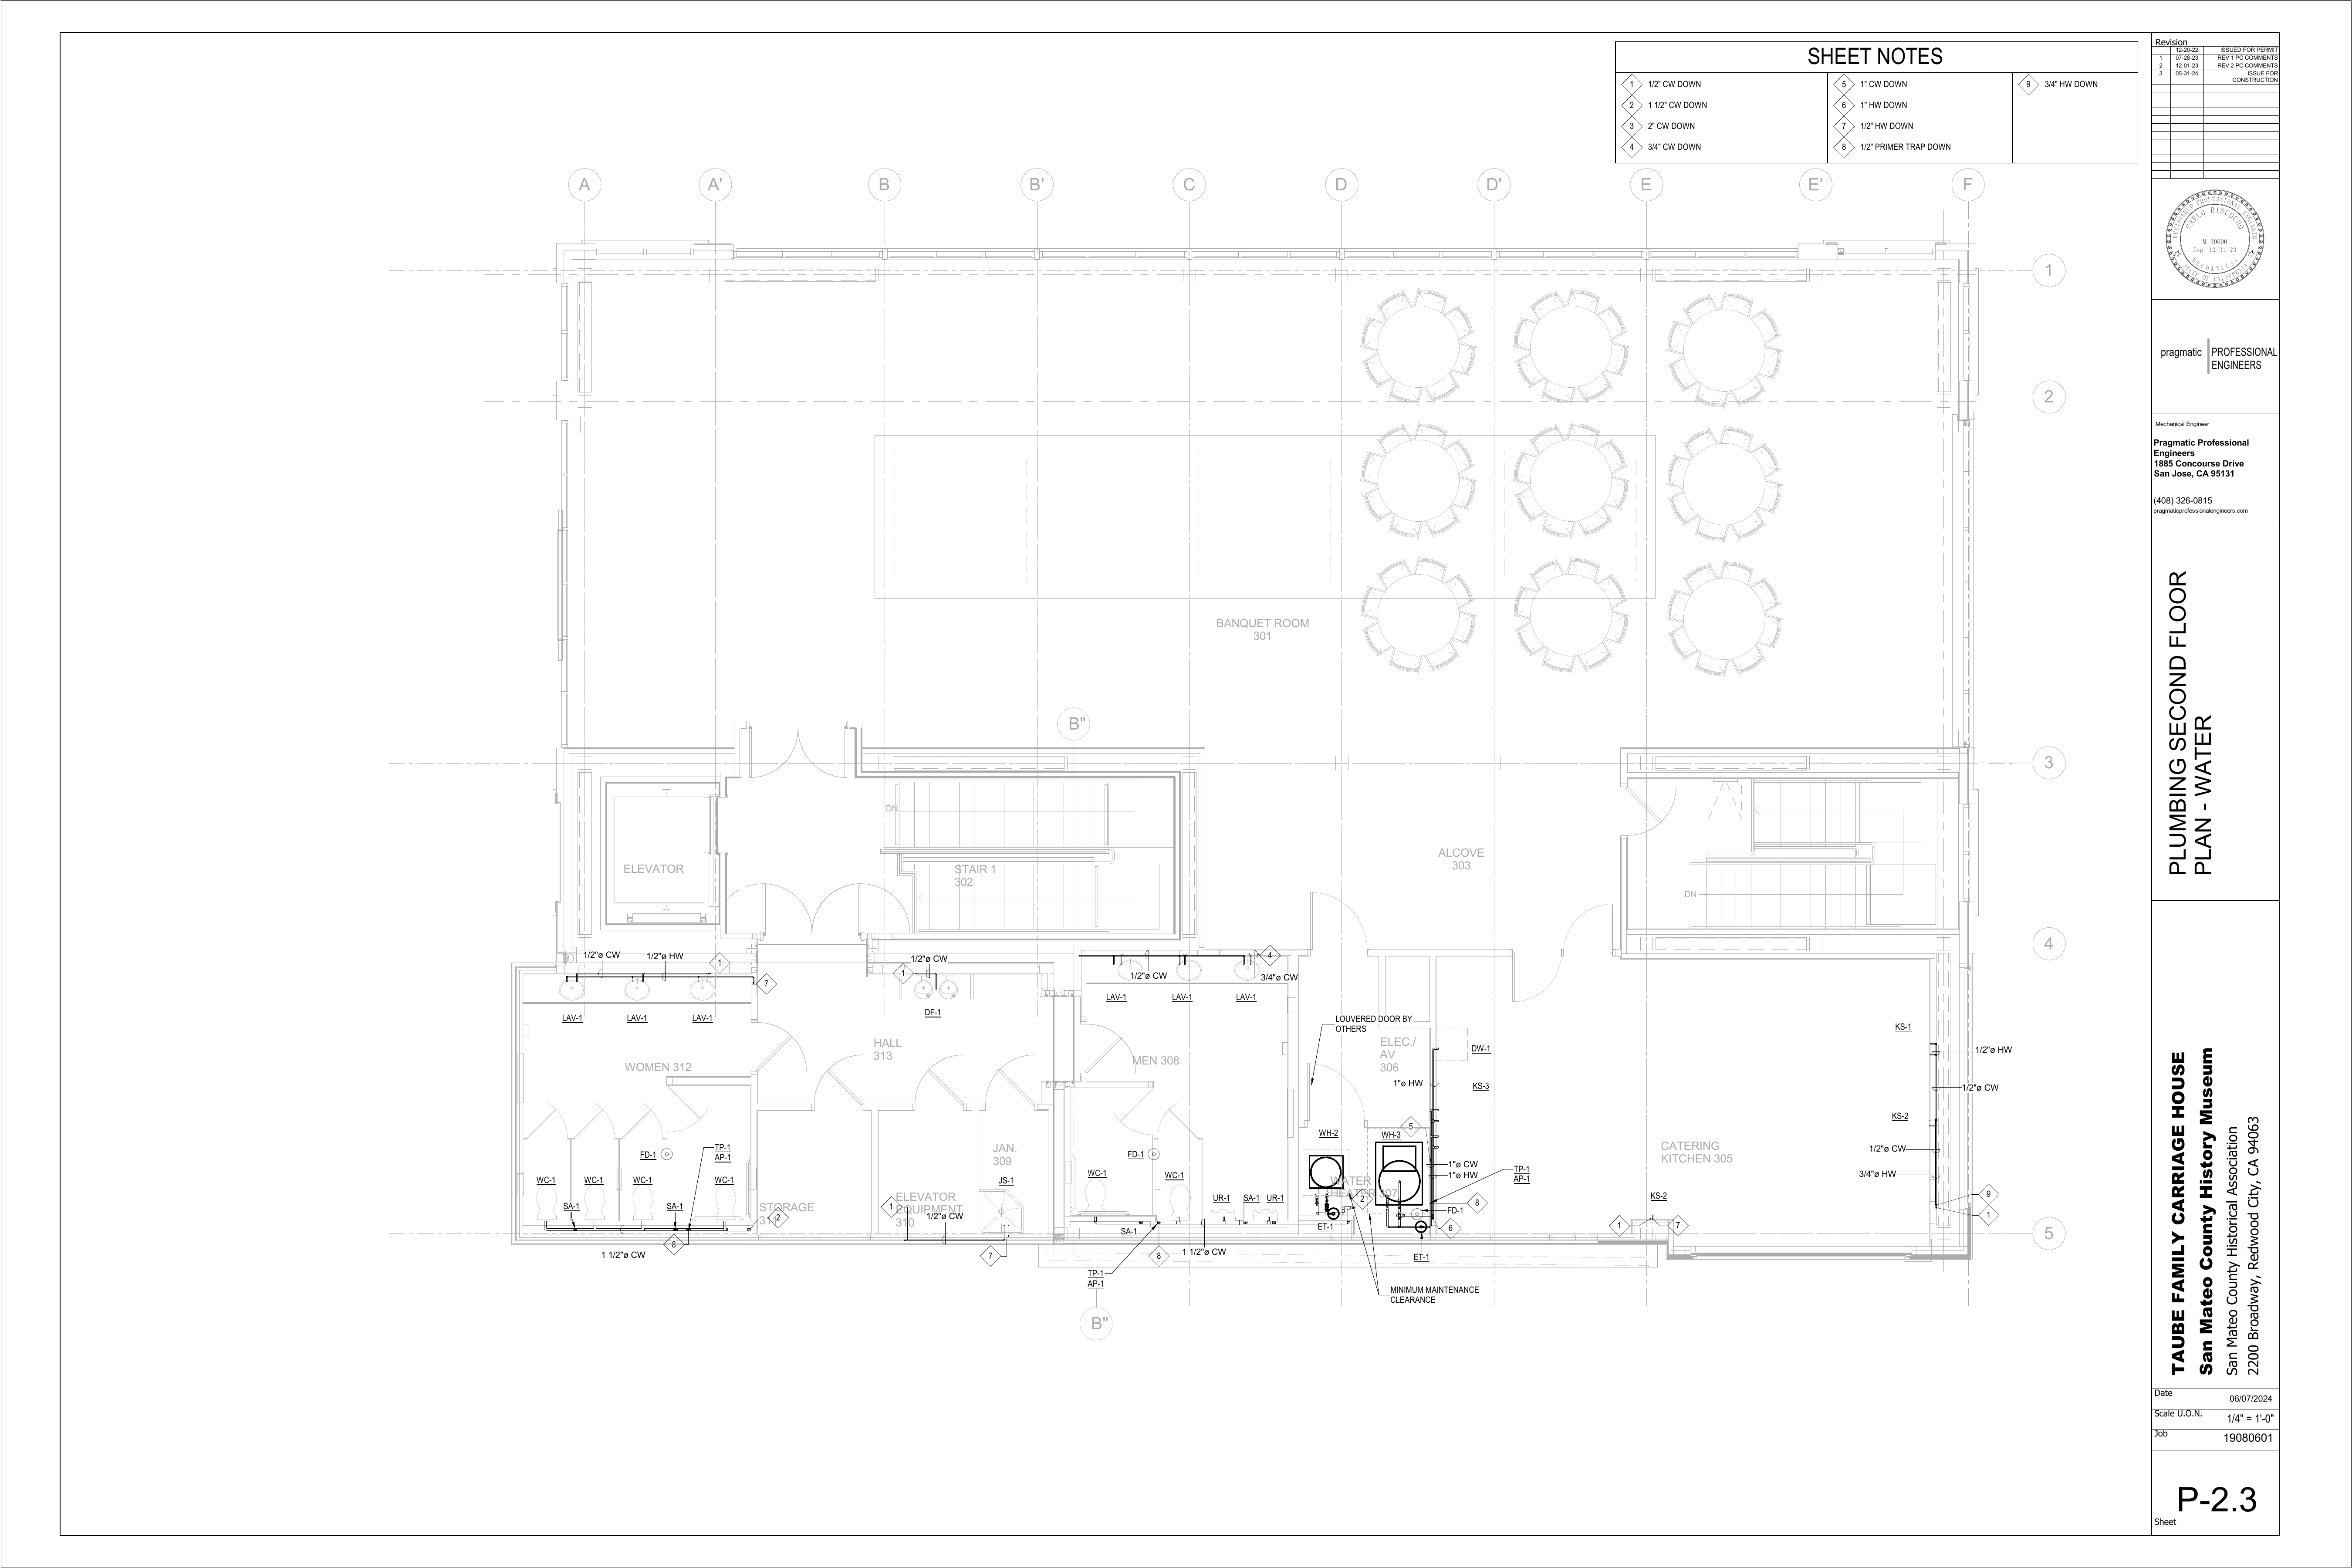 SHEET NOTES
1 1/2" CW DOWN
2 1 1/2" CW DOWN
3 2" CW DOWN
4 3/4" CW DOWN
5 1" CW DOWN
6 1" HW DOWN
7 1/2" HW DOWN
8 1/2" PRIMER TRAP DOWN
9 3/4" HW DOWN
A A' B B' C D D' E E' F
1
2
BANQUET ROOM
301
B"
3
DN
ELEVATOR
STAIR 1
302
ALCOVE
303
DN
4
1/2"ø CW
1/2"ø HW
1
7
1
1/2"ø CW
1/2"ø CW
4
3/4"ø CW
LAV-1
LAV-1
LAV-1
DF-1
LAV-1
LAV-1
LAV-1
LOUVERED DOOR BY
OTHERS
WOMEN 312
HALL
313
MEN 308
ELEC./
AV
306
DW-1
1"ø HW
KS-3
KS-1
1/2"ø HW
1/2"ø CW
KS-2
1/2"ø CW
3/4"ø HW
9
1
FD-1
TP-1
AP-1
WC-1
WC-1
WC-1
WC-1
SA-1
SA-1
STORAGE
2
8
1 1/2"ø CW
JAN.
309
JS-1
ELEVATOR
EQUIPMENT
310
1
1/2"ø CW
7
FD-1
WC-1
WC-1
UR-1
SA-1
UR-1
SA-1
8
1 1/2"ø CW
TP-1
AP-1
B"
WH-2
WH-3
5
WATER
HEATER 307
2
1"ø CW
1"ø HW
TP-1
AP-1
8
FD-1
6
ET-1
ET-1
MINIMUM MAINTENANCE
CLEARANCE
CATERING
KITCHEN 305
KS-2
1
7
5
Revision
12-20-22 ISSUED FOR PERMIT
1 07-28-23 REV 1 PC COMMENTS
2 12-01-23 REV 2 PC COMMENTS
3 05-31-24 ISSUE FOR
CONSTRUCTION
REGISTERED PROFESSIONAL ENGINEER
CARLO BISCOCHO
M 39690
Exp. 12/31/23
MECHANICAL
STATE OF CALIFORNIA
pragmatic PROFESSIONAL
ENGINEERS
Mechanical Engineer
Pragmatic Professional
Engineers
1885 Concourse Drive
San Jose, CA 95131
(408) 326-0815
pragmaticprofessionalengineers.com
PLUMBING SECOND FLOOR
PLAN - WATER
TAUBE FAMILY CARRIAGE HOUSE
San Mateo County History Museum
San Mateo County Historical Association
2200 Broadway, Redwood City, CA 94063
Date 06/07/2024
Scale U.O.N. 1/4" = 1'-0"
Job 19080601
P-2.3
Sheet